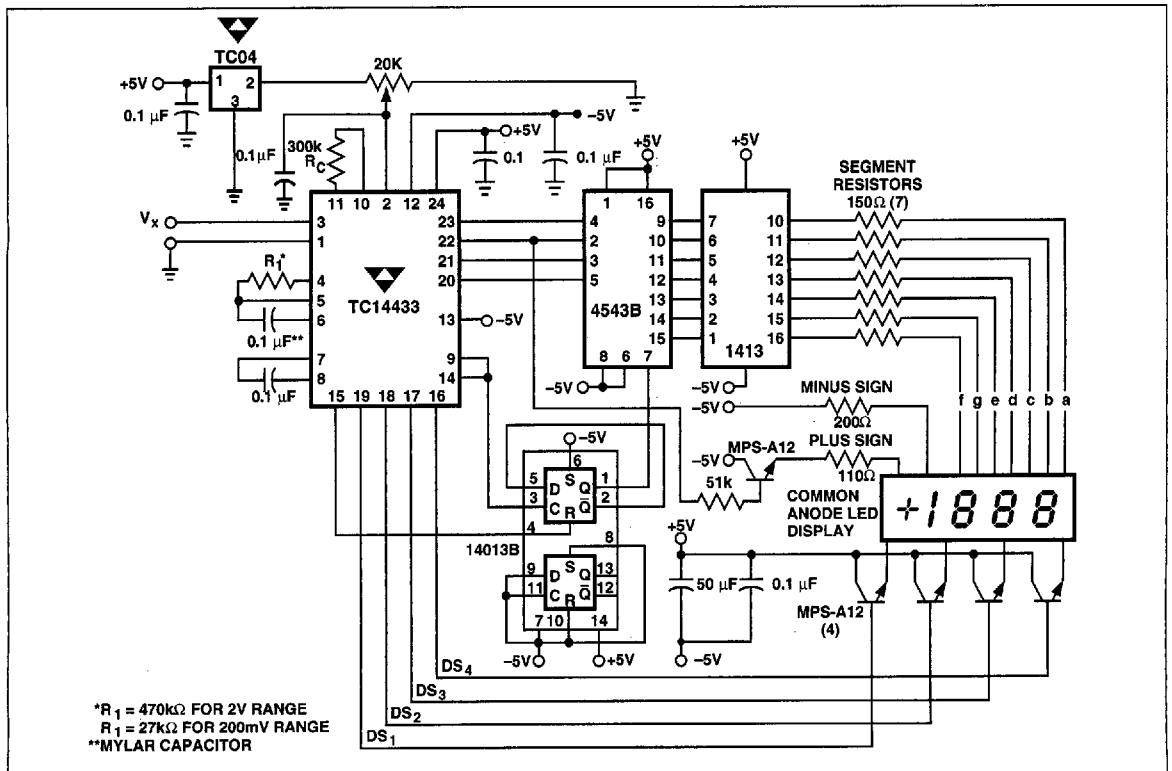 TC04
+5V
1
2
3
20K
0.1 µF
0.1µF
300k
R_C
–5V
+5V
0.1
0.1 µF
+5V
+5V
SEGMENT
RESISTORS
150Ω (7)
11 10 2 12 24
1 16
V_X
3
1
R_1*
4
5
6
0.1 µF**
7
8
0.1 µF
TC14433
23
22
21
20
13
–5V
9
14
15 19 18 17 16
4
2
3
5
4543B
9
10
11
12
13
14
15
8 6 7
–5V
7
6
5
4
3
2
1
1413
10
11
12
13
14
15
16
–5V
MINUS SIGN
–5V
200Ω
f g e d c b a
MPS-A12
PLUS SIGN
–5V
110Ω
51k
COMMON
ANODE LED
DISPLAY
+1888
–5V
6
5 D S Q 1
3 C R Q̅ 2
4
14013B
8
9 D S Q 13
11 C R Q̅ 12
7 10 14
–5V
+5V
+5V
50 µF
0.1 µF
–5V
MPS-A12
(4)
DS_4
DS_3
DS_2
DS_1
*R_1 = 470kΩ FOR 2V RANGE
R_1 = 27kΩ FOR 200mV RANGE
**MYLAR CAPACITOR